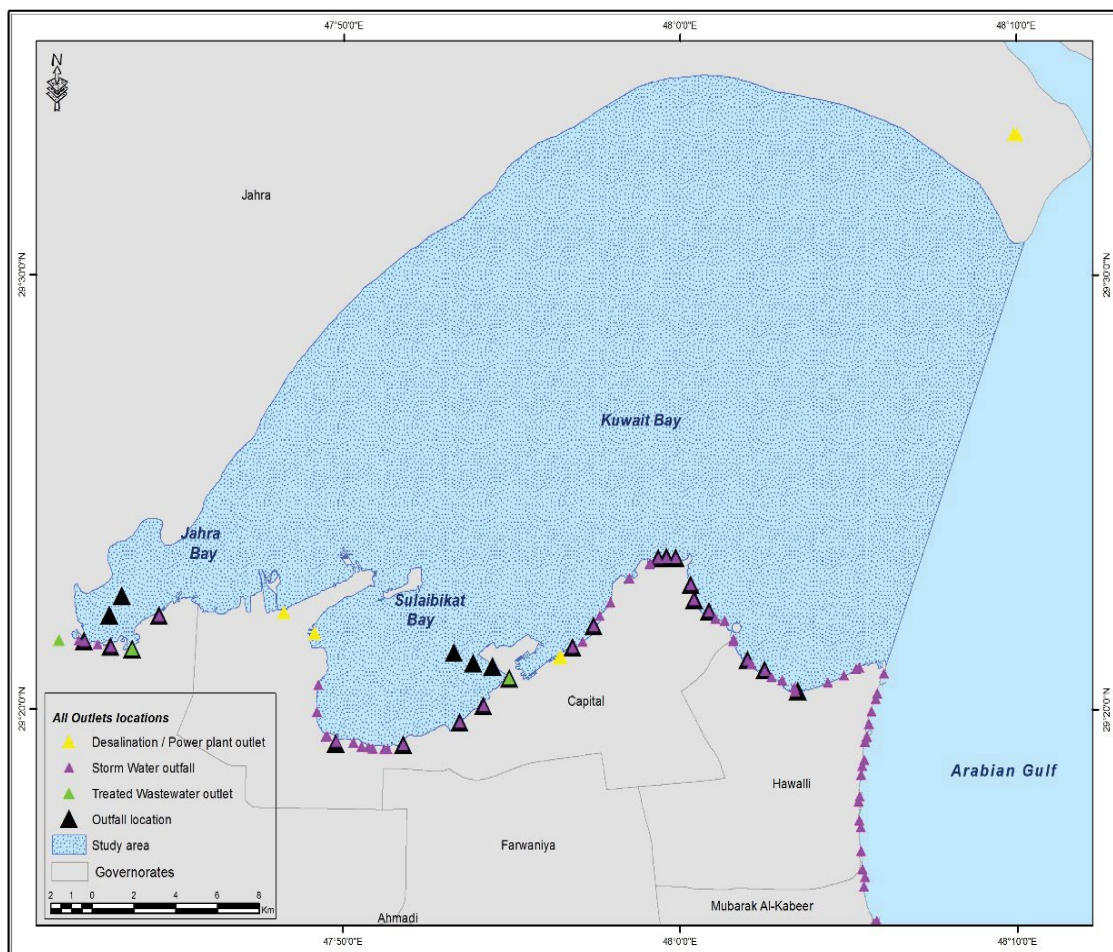 47°50'0"E
48°0'0"E
48°10'0"E
N
Jahra
29°30'0"N
29°30'0"N
Kuwait Bay
Jahra
Bay
Sulaibikat
Bay
Capital
29°20'0"N
29°20'0"N
Arabian Gulf
Hawalli
Farwaniya
Mubarak Al-Kabeer
Ahmadi
All Outlets locations
Desalination / Power plant outlet
Storm Water outfall
Treated Wastewater outlet
Outfall location
Study area
Governorates
2 1 0 2 4 6 8
Km
47°50'0"E
48°0'0"E
48°10'0"E